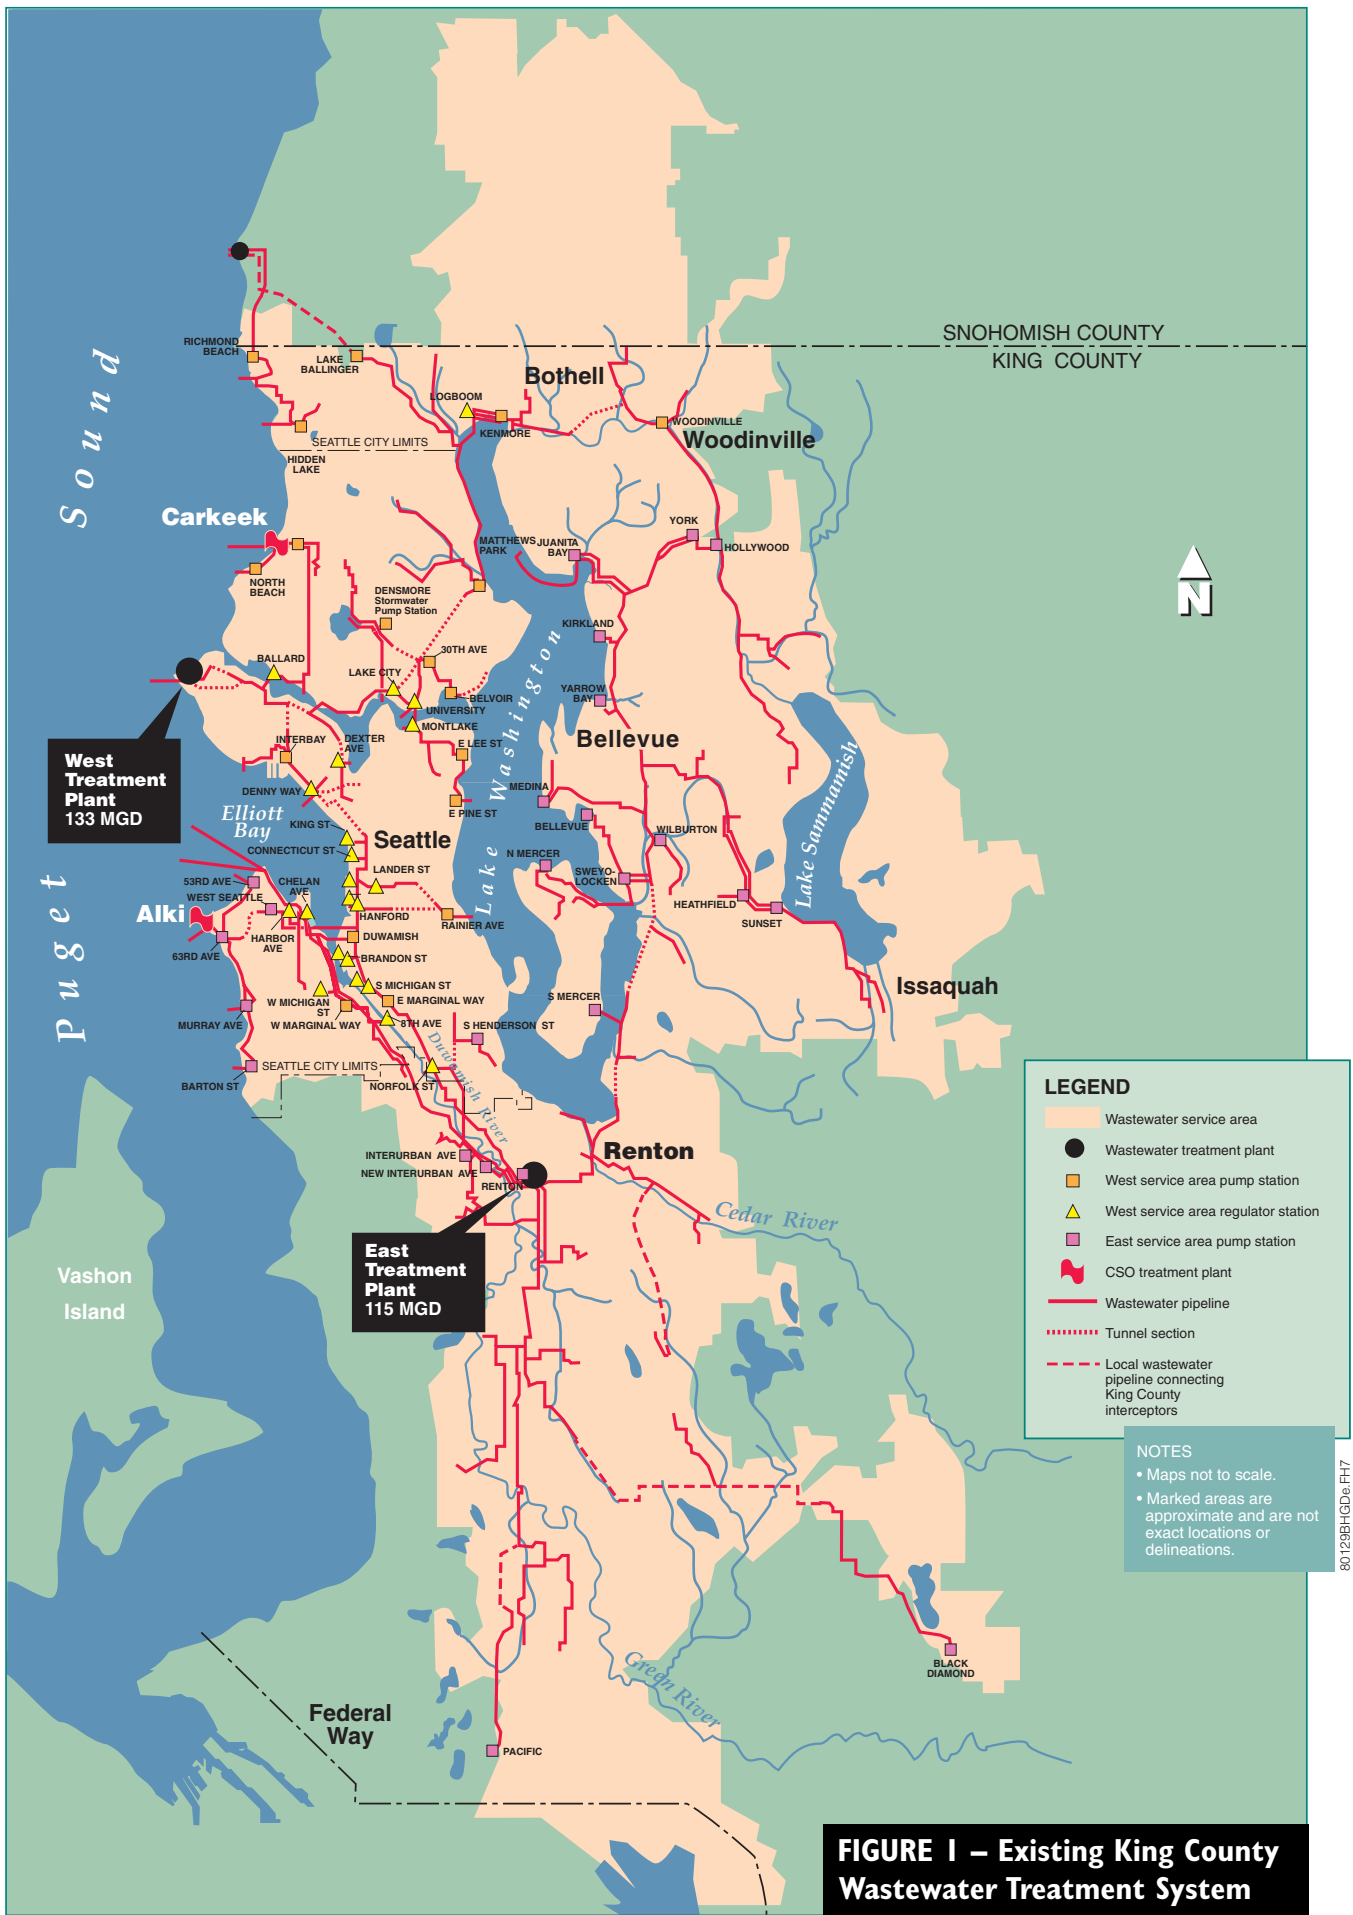 SNOHOMISH COUNTY
KING COUNTY
RICHMOND
BEACH
LAKE
BALLINGER
Bothell
LOGBOOM
KENMORE
WOODINVILLE
Woodinville
SEATTLE CITY LIMITS
HIDDEN
LAKE
Puget Sound
Carkeek
YORK
HOLLYWOOD
MATTHEWS
PARK
JUANITA
BAY
NORTH
BEACH
DENSMORE
Stormwater
Pump Station
N
KIRKLAND
30TH AVE
BALLARD
LAKE CITY
BELVOIR
UNIVERSITY
MONTLAKE
YARROW
BAY
Lake Washington
Bellevue
West
Treatment
Plant
133 MGD
INTERBAY
DEXTER
AVE
E LEE ST
DENNY WAY
MEDINA
E PINE ST
Elliott
Bay
KING ST
Seattle
BELLEVUE
WILBURTON
Lake Sammamish
CONNECTICUT ST
LANDER ST
N MERCER
SWEYO-
LOCKEN
53RD AVE
CHELAN
AVE
WEST SEATTLE
HEATHFIELD
SUNSET
Alki
HANFORD
RAINIER AVE
HARBOR
AVE
DUWAMISH
63RD AVE
BRANDON ST
S MICHIGAN ST
Issaquah
W MICHIGAN
ST
E MARGINAL WAY
S MERCER
MURRAY AVE
W MARGINAL WAY
8TH AVE
S HENDERSON ST
SEATTLE CITY LIMITS
BARTON ST
NORFOLK ST
Duwamish River
Renton
INTERURBAN AVE
NEW INTERURBAN AVE
RENTON
Cedar River
East
Treatment
Plant
115 MGD
Vashon
Island
LEGEND
Wastewater service area
Wastewater treatment plant
West service area pump station
West service area regulator station
East service area pump station
CSO treatment plant
Wastewater pipeline
Tunnel section
Local wastewater
pipeline connecting
King County
interceptors
NOTES
• Maps not to scale.
• Marked areas are
approximate and are not
exact locations or
delineations.
80129BHGDe.FH7
BLACK
DIAMOND
Green River
Federal
Way
PACIFIC
FIGURE 1 – Existing King County
Wastewater Treatment System